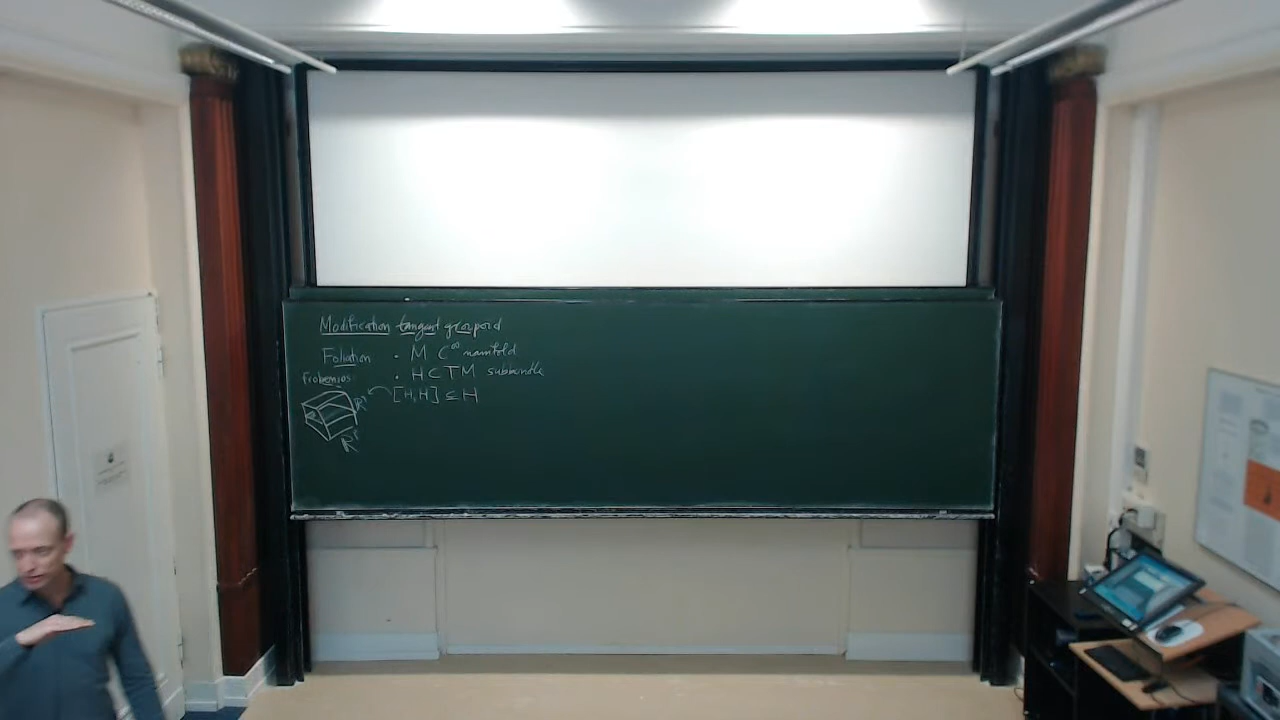 Modification tangent groupoid
Foliation · M C^∞ manifold
Frobenius · H ⊂ TM subbundle
[H,H] ⊆ H